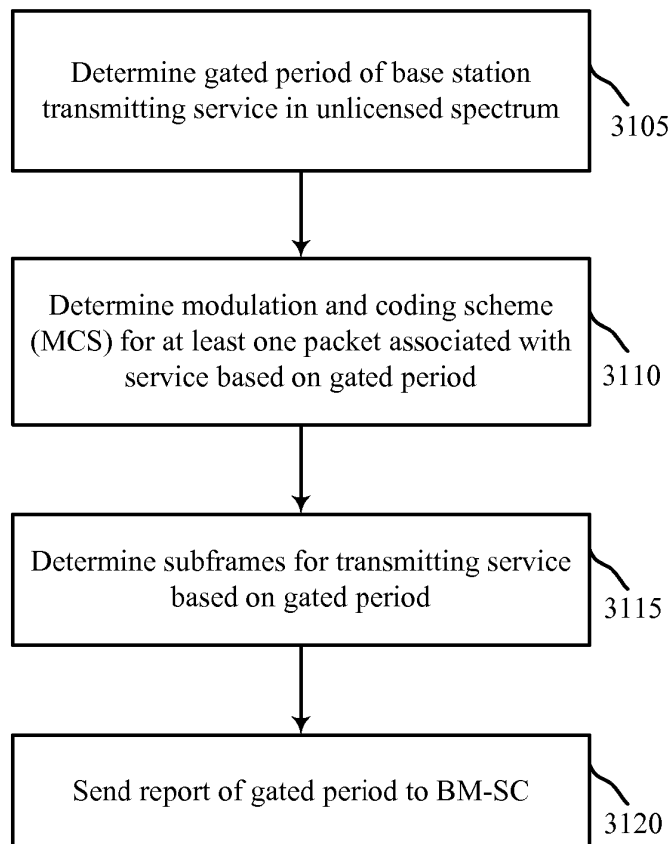 Determine gated period of base station
transmitting service in unlicensed spectrum
3105
Determine modulation and coding scheme
(MCS) for at least one packet associated with
service based on gated period
3110
Determine subframes for transmitting service
based on gated period
3115
Send report of gated period to BM-SC
3120